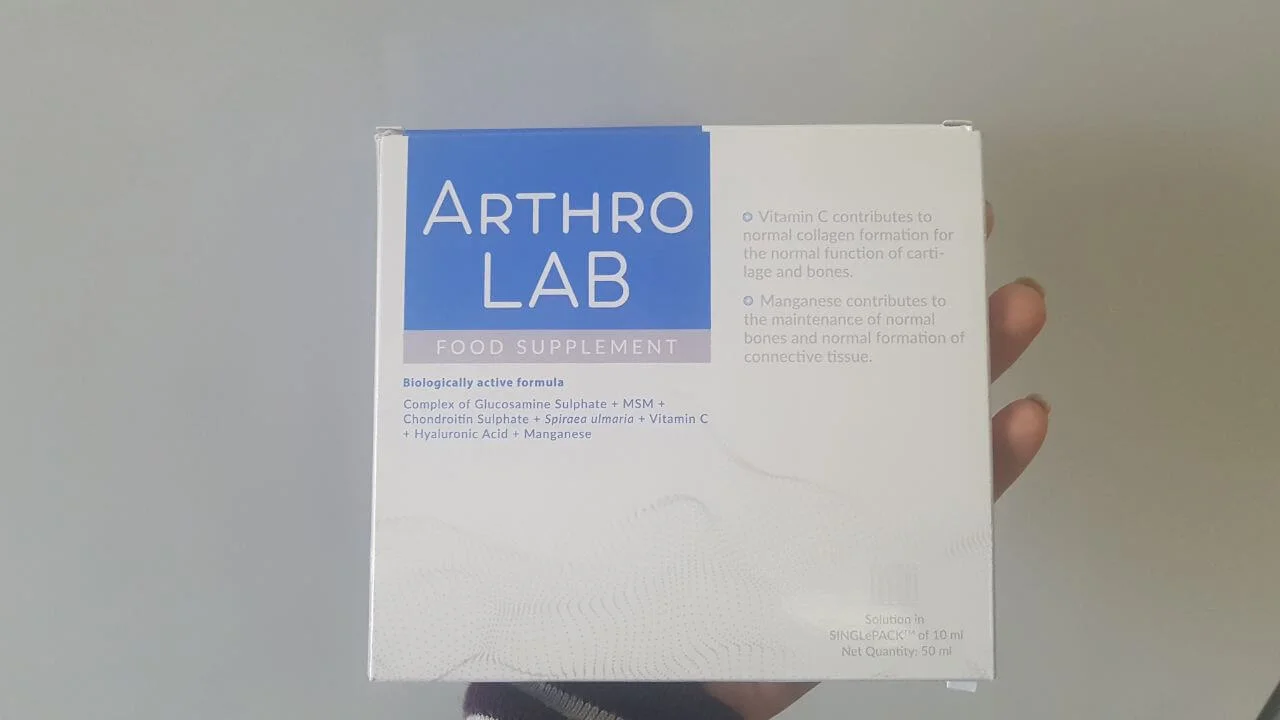 ARTHRO
LAB
FOOD SUPPLEMENT
Biologically active formula
Complex of Glucosamine Sulphate + MSM +
Chondroitin Sulphate + Spiraea ulmaria + Vitamin C
+ Hyaluronic Acid + Manganese
Vitamin C contributes to
normal collagen formation for
the normal function of carti-
lage and bones.
Manganese contributes to
the maintenance of normal
bones and normal formation of
connective tissue.
Solution in
SINGLePACK™ of 10 ml
Net Quantity: 50 ml